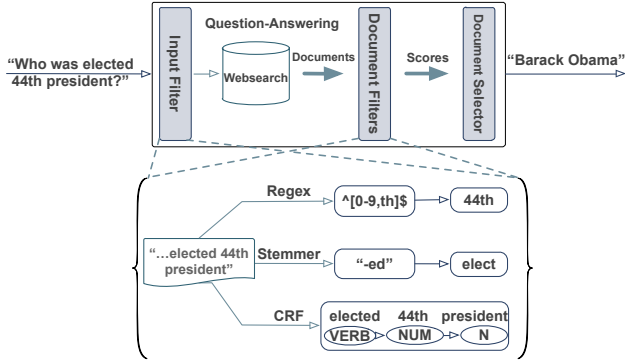 Question-Answering
“Who was elected
44th president?”
Input Filter
Websearch
Documents
Document Filters
Scores
Document Selector
“Barack Obama”
Regex
^[0-9,th]$
44th
“...elected 44th
president”
Stemmer
“-ed”
elect
CRF
elected 44th president
VERB NUM N